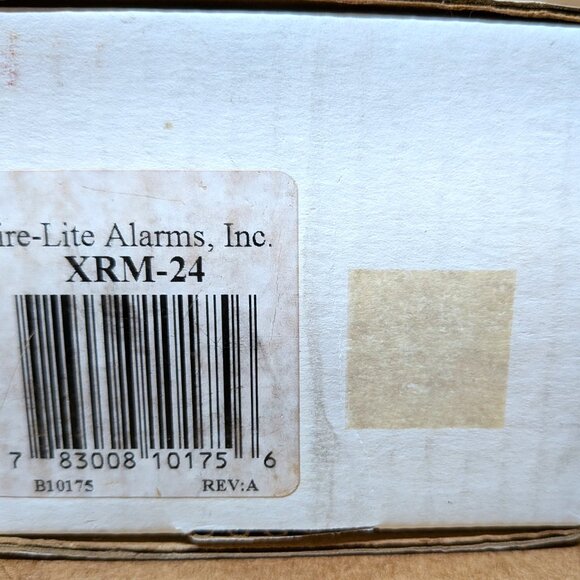 ire-Lite Alarms, Inc.
XRM-24
7 83008 10175 6
B10175 REV:A